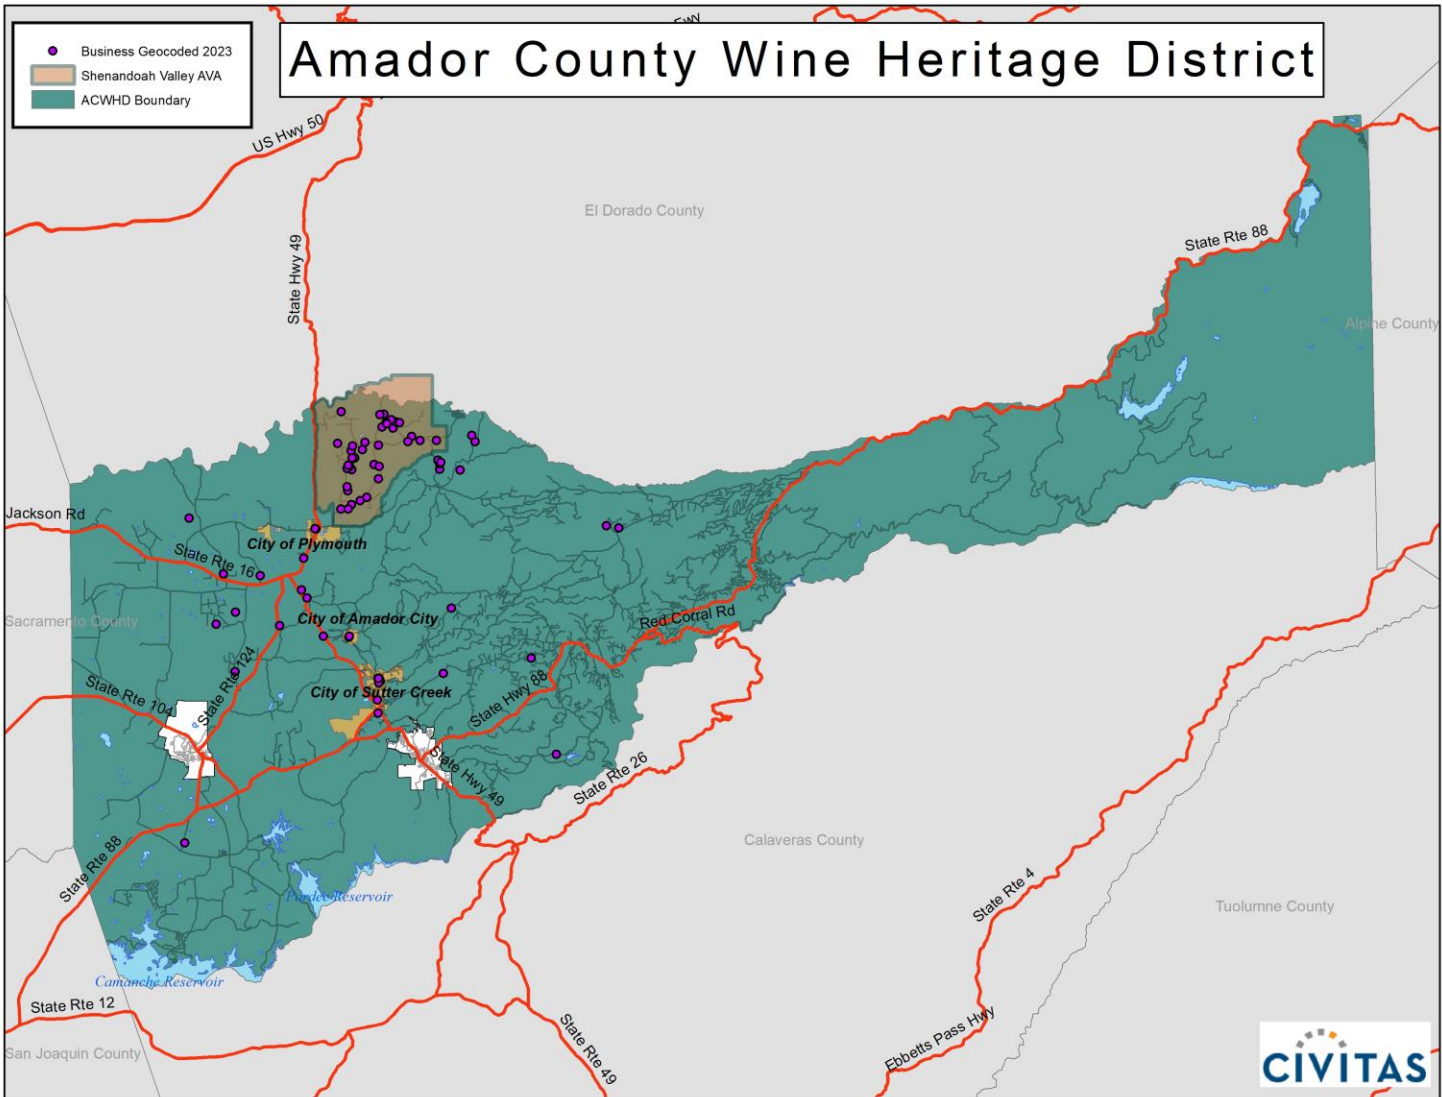 Fwy
Business Geocoded 2023
Shenandoah Valley AVA
ACWHD Boundary
Amador County Wine Heritage District
US Hwy 50
El Dorado County
State Hwy 49
State Rte 88
Alpine County
Jackson Rd
City of Plymouth
State Rte 16
Sacramento County
City of Amador City
Red Corral Rd
State Rte 124
State Rte 104
City of Sutter Creek
State Hwy 88
State Hwy 49
State Rte 26
State Rte 88
Calaveras County
Pardee Reservoir
State Rte 4
Tuolumne County
Camanche Reservoir
State Rte 12
San Joaquin County
State Rte 49
Ebbetts Pass Hwy
CIVITAS